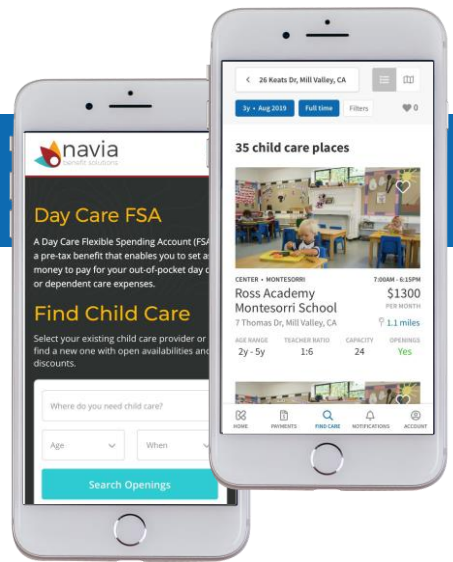 navia
benefit solutions
Day Care FSA
A Day Care Flexible Spending Account (FSA
a pre-tax benefit that enables you to set as
money to pay for your out-of-pocket day c
or dependent care expenses.
Find Child Care
Select your existing child care provider or
find a new one with open availabilities and
discounts.
Where do you need child care?
Age
When
Search Openings
26 Keats Dr, Mill Valley, CA
3y • Aug 2019
Full time
Filters
0
35 child care places
CENTER • MONTESSORI
7:00AM - 6:15PM
Ross Academy
Montesorri School
$1300
PER MONTH
7 Thomas Dr, Mill Valley, CA
1.1 miles
AGE RANGE
TEACHER RATIO
CAPACITY
OPENINGS
2y - 5y
1:6
24
Yes
HOME
PAYMENTS
FIND CARE
NOTIFICATIONS
ACCOUNT